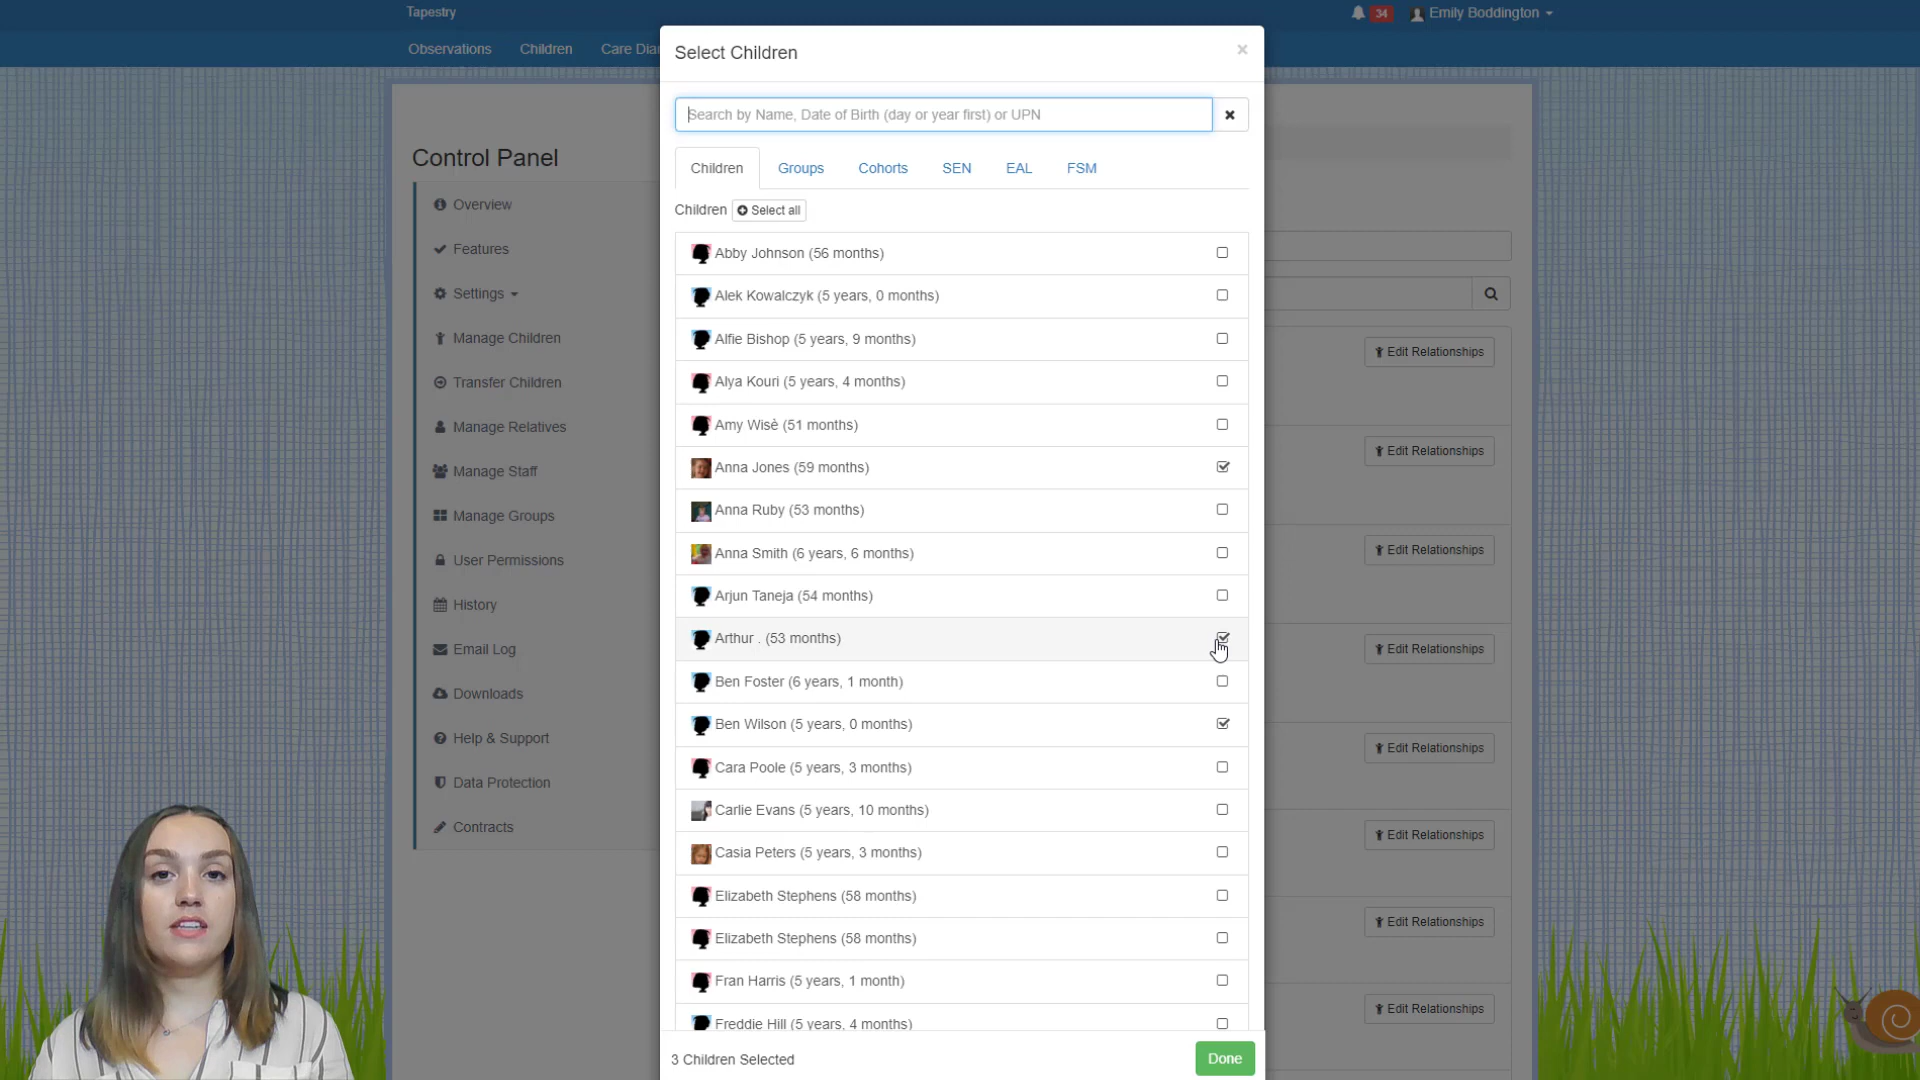 Tapestry
34
Emily Boddington
Observations
Children
Care Dia
Select Children
×
Search by Name, Date of Birth (day or year first) or UPN
Children
Groups
Cohorts
SEN
EAL
FSM
Children
Select all
Abby Johnson (56 months)
Alek Kowalczyk (5 years, 0 months)
Alfie Bishop (5 years, 9 months)
Alya Kouri (5 years, 4 months)
Amy Wisè (51 months)
Anna Jones (59 months)
Anna Ruby (53 months)
Anna Smith (6 years, 6 months)
Arjun Taneja (54 months)
Arthur . (53 months)
Ben Foster (6 years, 1 month)
Ben Wilson (5 years, 0 months)
Cara Poole (5 years, 3 months)
Carlie Evans (5 years, 10 months)
Casia Peters (5 years, 3 months)
Elizabeth Stephens (58 months)
Elizabeth Stephens (58 months)
Fran Harris (5 years, 1 month)
Freddie Hill (5 years, 4 months)
3 Children Selected
Done
Control Panel
Overview
Features
Settings
Manage Children
Transfer Children
Manage Relatives
Manage Staff
Manage Groups
User Permissions
History
Email Log
Downloads
Help & Support
Data Protection
Contracts
Edit Relationships
Edit Relationships
Edit Relationships
Edit Relationships
Edit Relationships
Edit Relationships
Edit Relationships
Edit Relationships